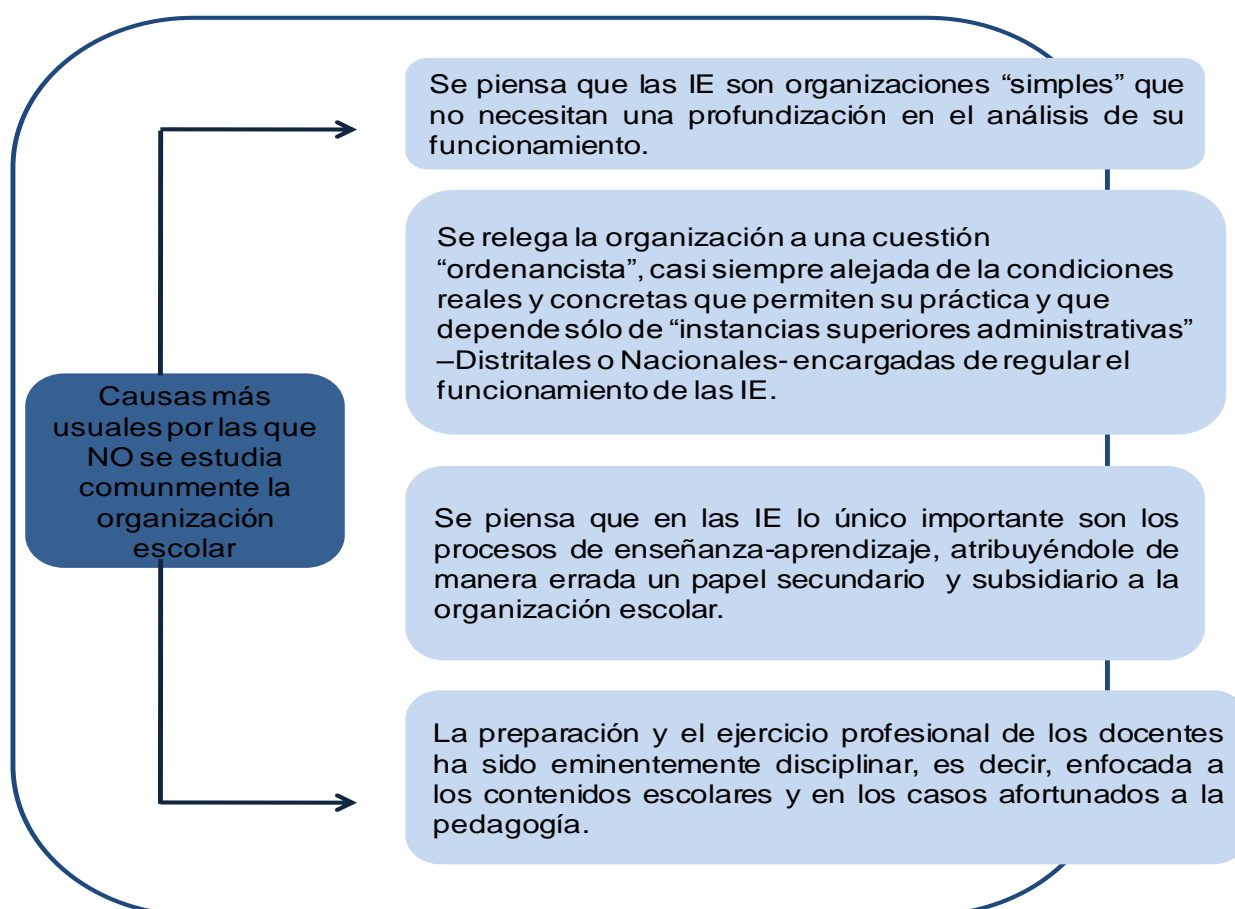 Se piensa que las IE son organizaciones “simples” que
no necesitan una profundización en el análisis de su
funcionamiento.
Se relega la organización a una cuestión
“ordenancista”, casi siempre alejada de la condiciones
reales y concretas que permiten su práctica y que
depende sólo de “instancias superiores administrativas”
–Distritales o Nacionales- encargadas de regular el
funcionamiento de las IE.
Causas más
usuales por las que
NO se estudia
comunmente la
organización
escolar
Se piensa que en las IE lo único importante son los
procesos de enseñanza-aprendizaje, atribuyéndole de
manera errada un papel secundario y subsidiario a la
organización escolar.
La preparación y el ejercicio profesional de los docentes
ha sido eminentemente disciplinar, es decir, enfocada a
los contenidos escolares y en los casos afortunados a la
pedagogía.